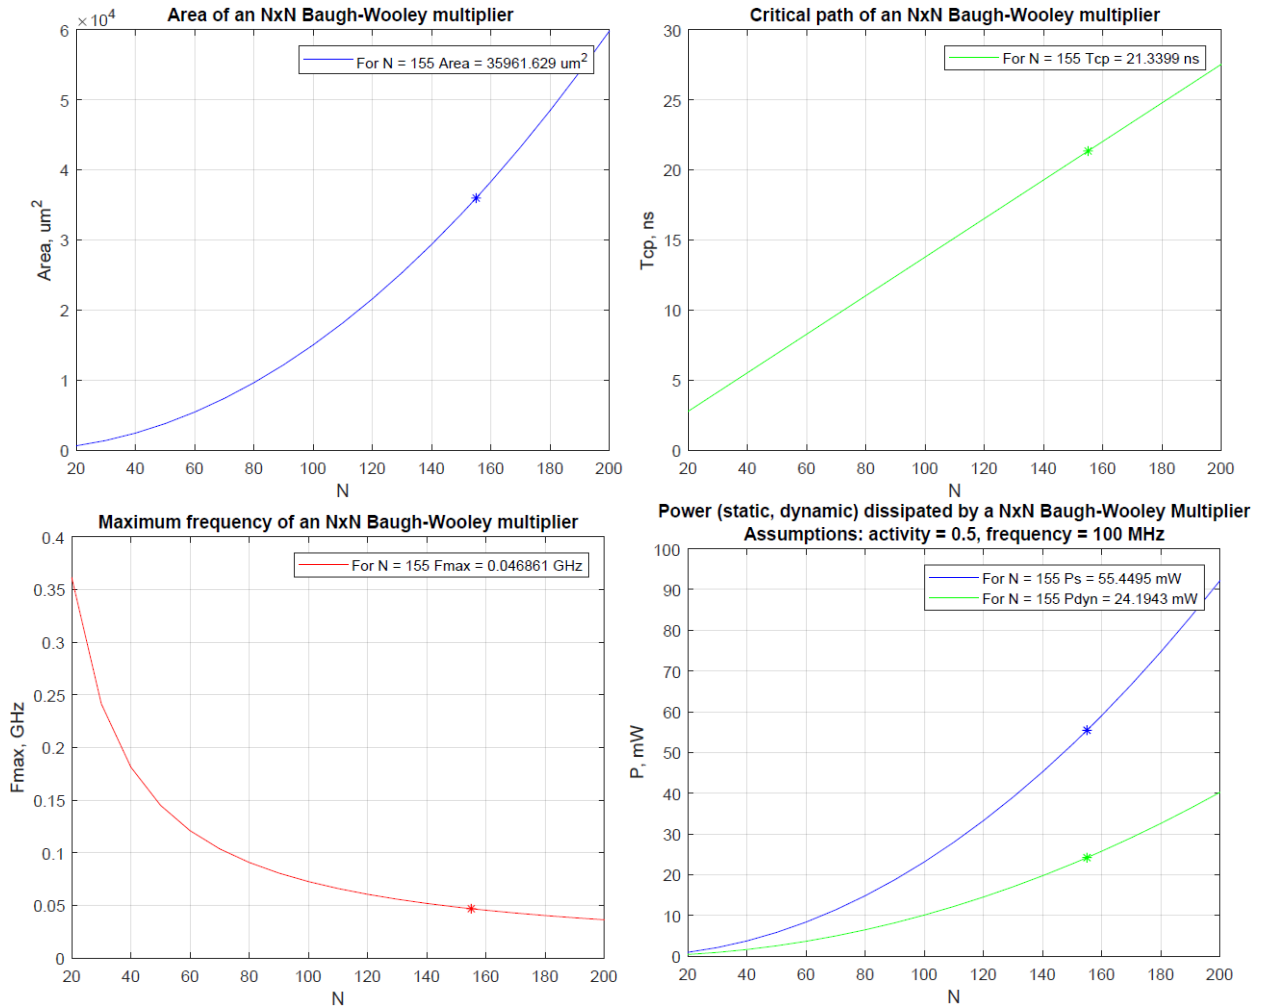 Area of an NxN Baugh-Wooley multiplier
×10⁴
For N = 155 Area = 35961.629 um²
6
5
4
3
2
1
0
Area, um²
20 40 60 80 100 120 140 160 180 200
N
Critical path of an NxN Baugh-Wooley multiplier
For N = 155 Tcp = 21.3399 ns
30
25
20
15
10
5
0
Tcp, ns
20 40 60 80 100 120 140 160 180 200
N
Maximum frequency of an NxN Baugh-Wooley multiplier
For N = 155 Fmax = 0.046861 GHz
0.4
0.35
0.3
0.25
0.2
0.15
0.1
0.05
0
Fmax, GHz
20 40 60 80 100 120 140 160 180 200
N
Power (static, dynamic) dissipated by a NxN Baugh-Wooley Multiplier
Assumptions: activity = 0.5, frequency = 100 MHz
For N = 155 Ps = 55.4495 mW
For N = 155 Pdyn = 24.1943 mW
100
90
80
70
60
50
40
30
20
10
0
P, mW
20 40 60 80 100 120 140 160 180 200
N